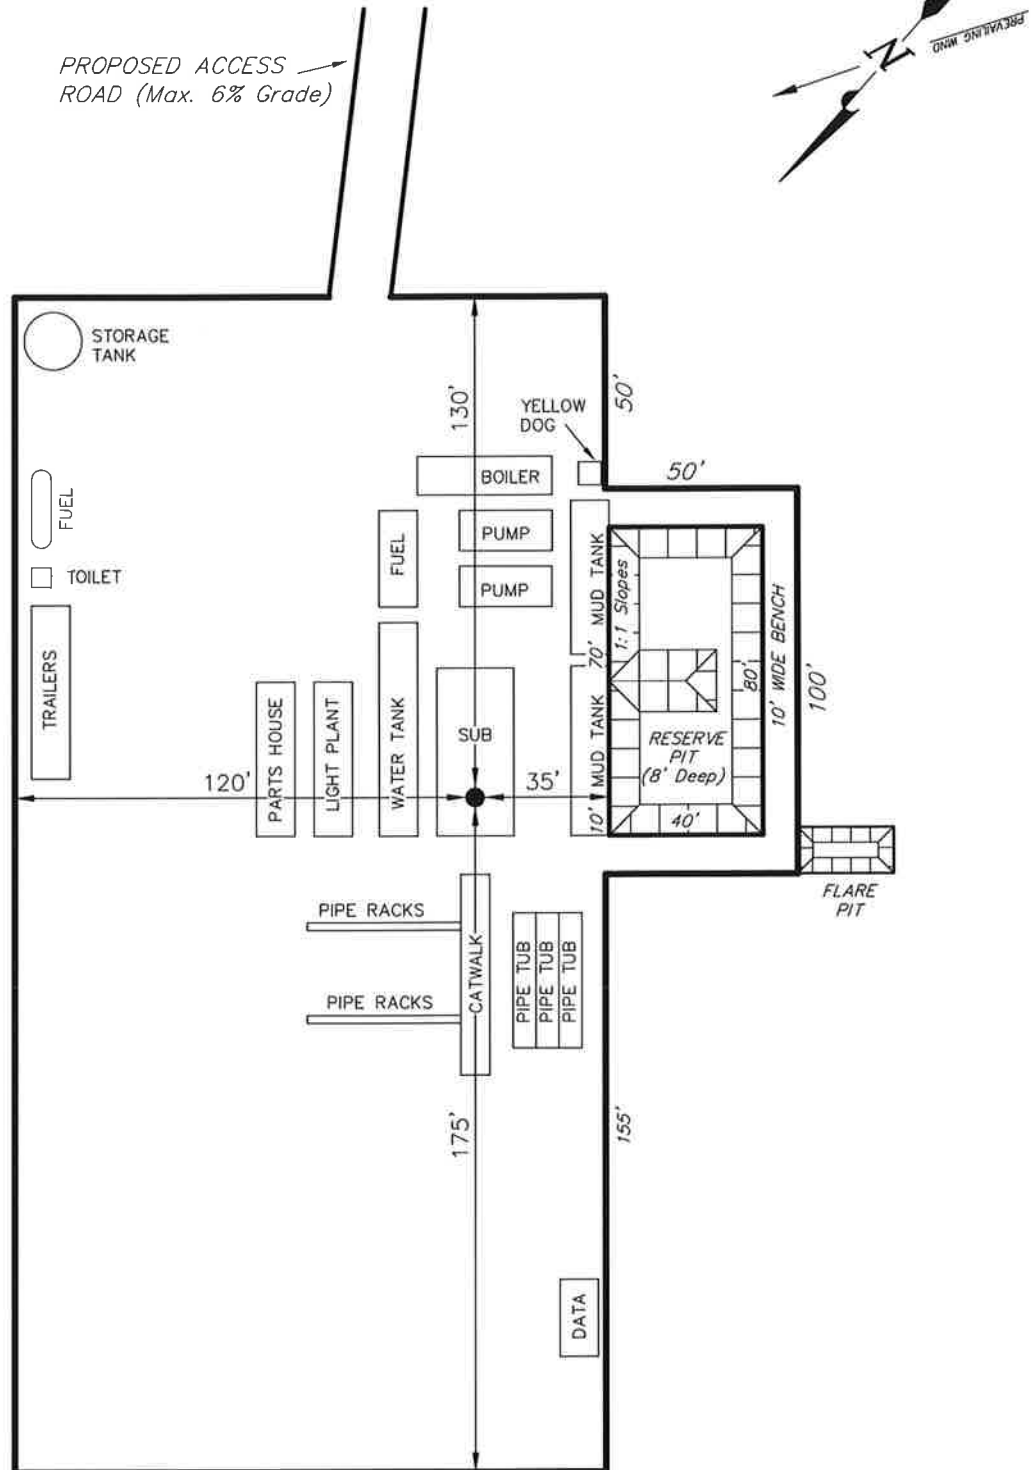 PROPOSED ACCESS
ROAD (Max. 6% Grade)
N
PREVAILING WIND
STORAGE
TANK
130'
YELLOW
DOG
50'
50'
BOILER
FUEL
FUEL
PUMP
PUMP
TOILET
MUD TANK
1:1 Slopes
TRAILERS
PARTS HOUSE
LIGHT PLANT
WATER TANK
SUB
70'
MUD TANK
80'
10' WIDE BENCH
100'
RESERVE
PIT
(8' Deep)
120'
35'
10'
40'
FLARE
PIT
PIPE RACKS
CATWALK
PIPE TUB
PIPE TUB
PIPE TUB
PIPE RACKS
175'
155'
DATA